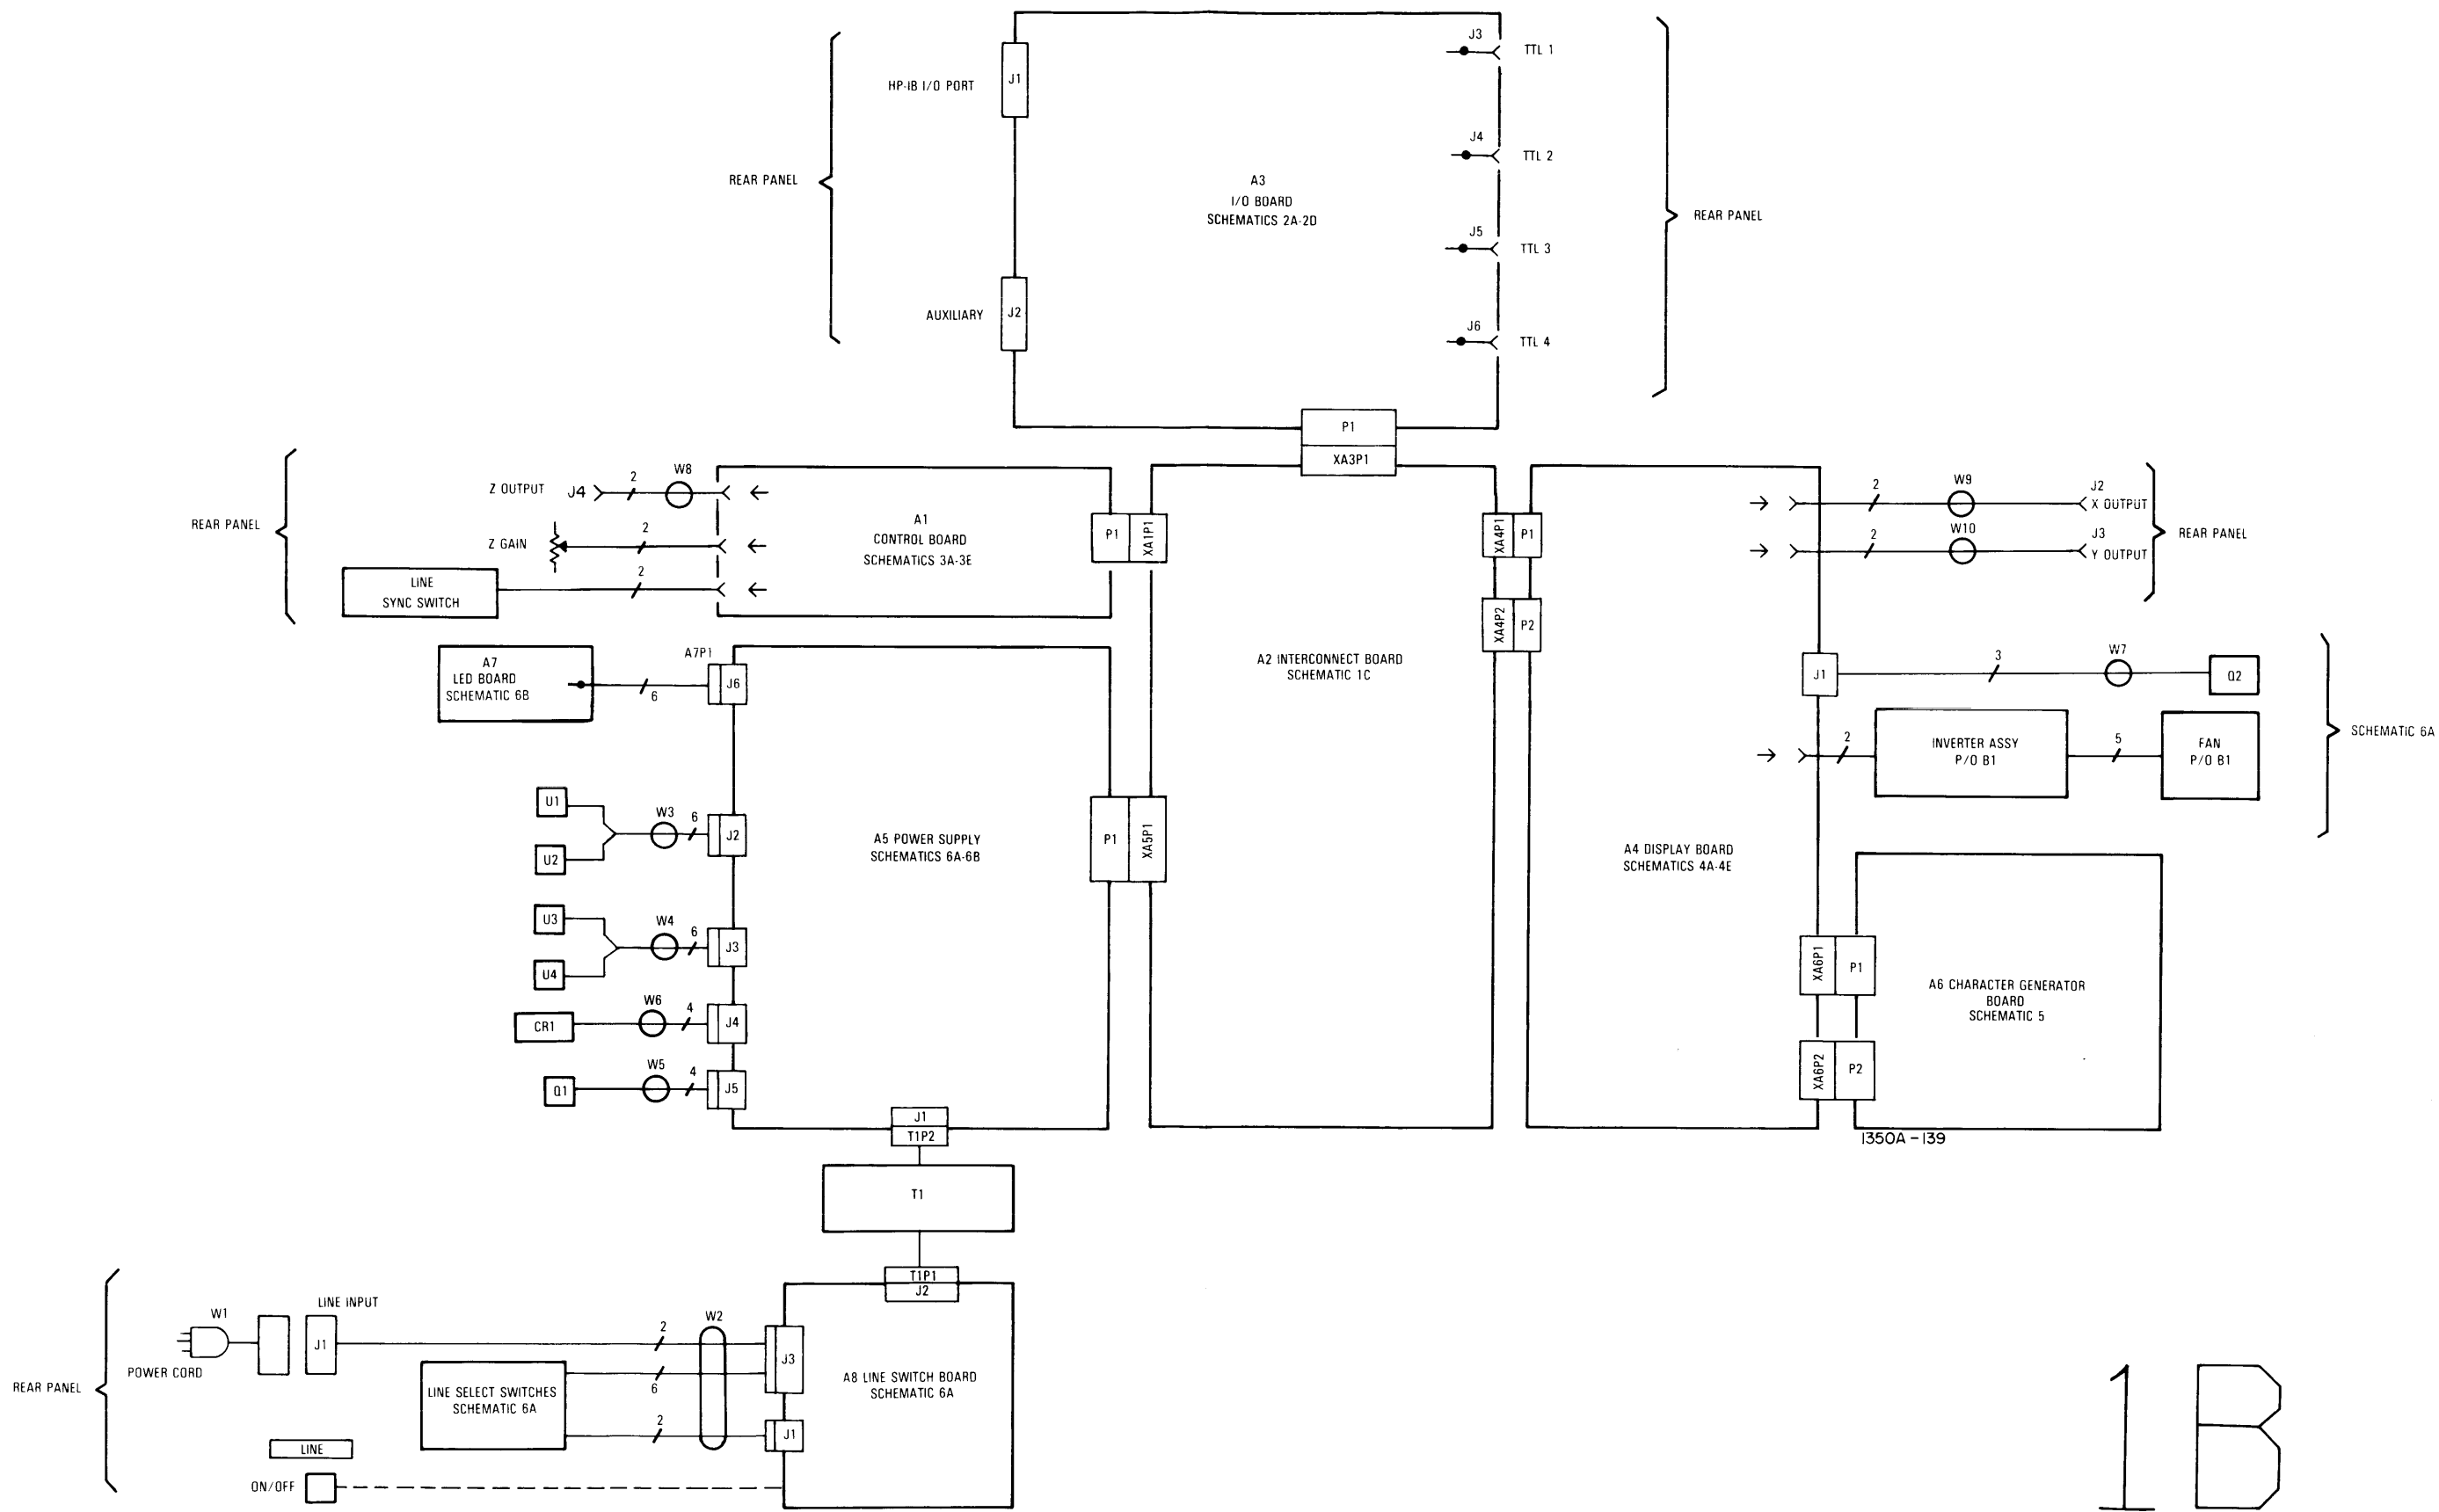 J3
TTL 1
HP-IB I/O PORT
J1
J4
TTL 2
REAR PANEL
A3
I/O BOARD
SCHEMATICS 2A-2D
REAR PANEL
J5
TTL 3
AUXILIARY
J2
J6
TTL 4
P1
XA3P1
REAR PANEL
Z OUTPUT
J4
2
W8
Z GAIN
2
LINE
SYNC SWITCH
2
A1
CONTROL BOARD
SCHEMATICS 3A-3E
P1
XA1P1
XA4P1
P1
XA4P2
P2
2
W9
J2
X OUTPUT
2
W10
J3
Y OUTPUT
REAR PANEL
A7
LED BOARD
SCHEMATIC 6B
6
A7P1
J6
A2 INTERCONNECT BOARD
SCHEMATIC 1C
J1
3
W7
Q2
2
INVERTER ASSY
P/O B1
5
FAN
P/O B1
SCHEMATIC 6A
U1
U2
W3
6
J2
A5 POWER SUPPLY
SCHEMATICS 6A-6B
P1
XA5P1
A4 DISPLAY BOARD
SCHEMATICS 4A-4E
U3
U4
W4
6
J3
CR1
W6
4
J4
Q1
W5
4
J5
XA6P1
P1
XA6P2
P2
A6 CHARACTER GENERATOR
BOARD
SCHEMATIC 5
1350A-139
J1
T1P2
T1
T1P1
J2
REAR PANEL
W1
POWER CORD
LINE INPUT
J1
2
W2
J3
LINE SELECT SWITCHES
SCHEMATIC 6A
6
2
J1
A8 LINE SWITCH BOARD
SCHEMATIC 6A
LINE
ON/OFF
1B